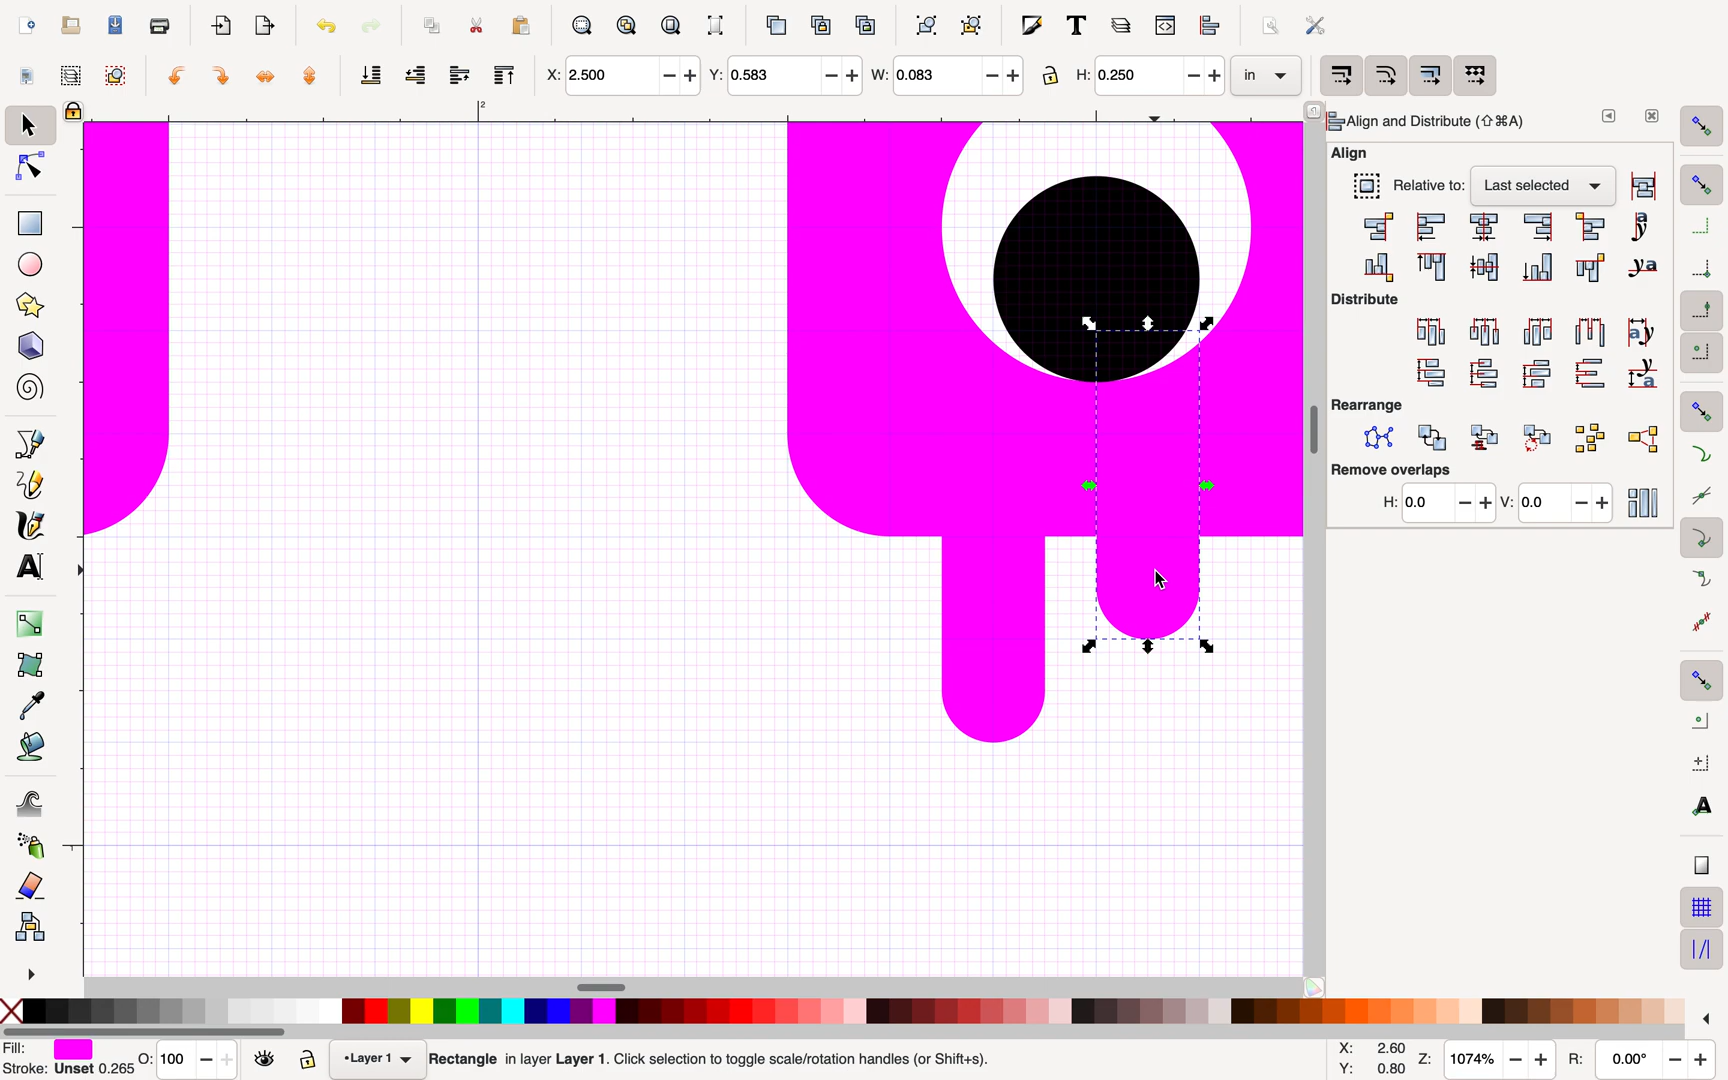 X: 2.500 Y: 0.583 W: 0.083 H: 0.250 in
2
Align and Distribute (⇧⌘A)
Align
Relative to: Last selected
Distribute
Rearrange
Remove overlaps
H: 0.0 V: 0.0
Fill:
Stroke: Unset 0.265
O: 100
•Layer 1
Rectangle in layer Layer 1. Click selection to toggle scale/rotation handles (or Shift+s).
X: 2.60
Y: 0.80
Z: 1074%
R: 0.00°